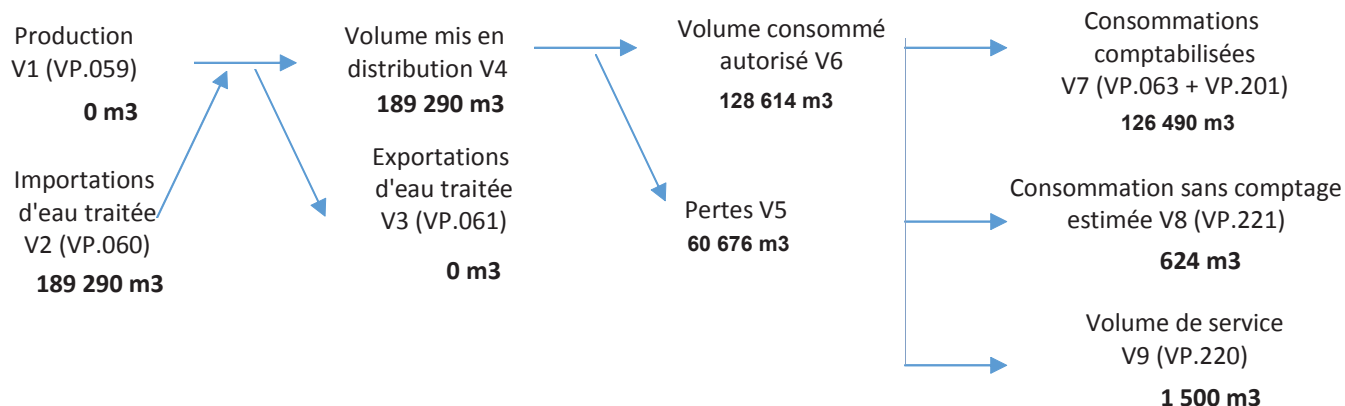 Production
V1 (VP.059)
0 m3
Importations
d'eau traitée
V2 (VP.060)
189 290 m3
Volume mis en
distribution V4
189 290 m3
Exportations
d'eau traitée
V3 (VP.061)
0 m3
Volume consommé
autorisé V6
128 614 m3
Pertes V5
60 676 m3
Consommations
comptabilisées
V7 (VP.063 + VP.201)
126 490 m3
Consommation sans comptage
estimée V8 (VP.221)
624 m3
Volume de service
V9 (VP.220)
1 500 m3